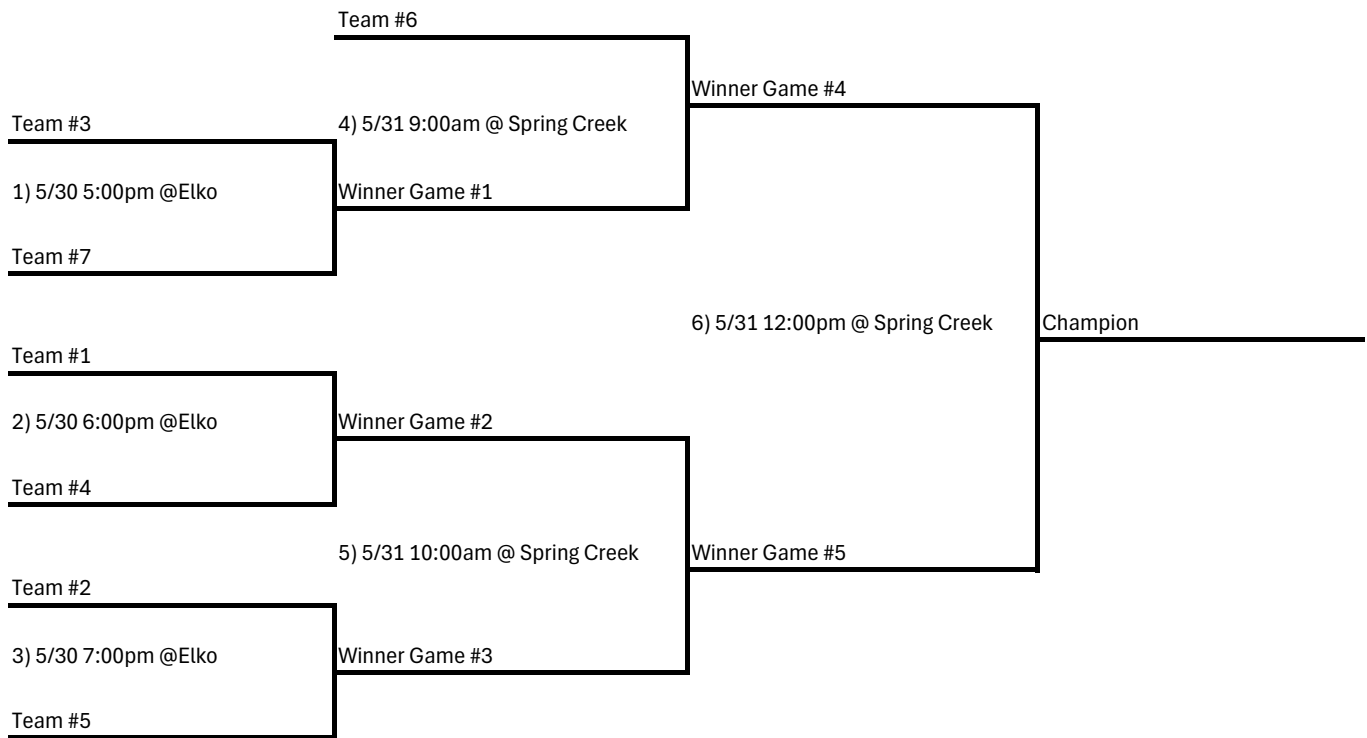 Team #6
Winner Game #4
Team #3
4) 5/31 9:00am @ Spring Creek
1) 5/30 5:00pm @Elko
Winner Game #1
Team #7
6) 5/31 12:00pm @ Spring Creek
Champion
Team #1
2) 5/30 6:00pm @Elko
Winner Game #2
Team #4
5) 5/31 10:00am @ Spring Creek
Winner Game #5
Team #2
3) 5/30 7:00pm @Elko
Winner Game #3
Team #5